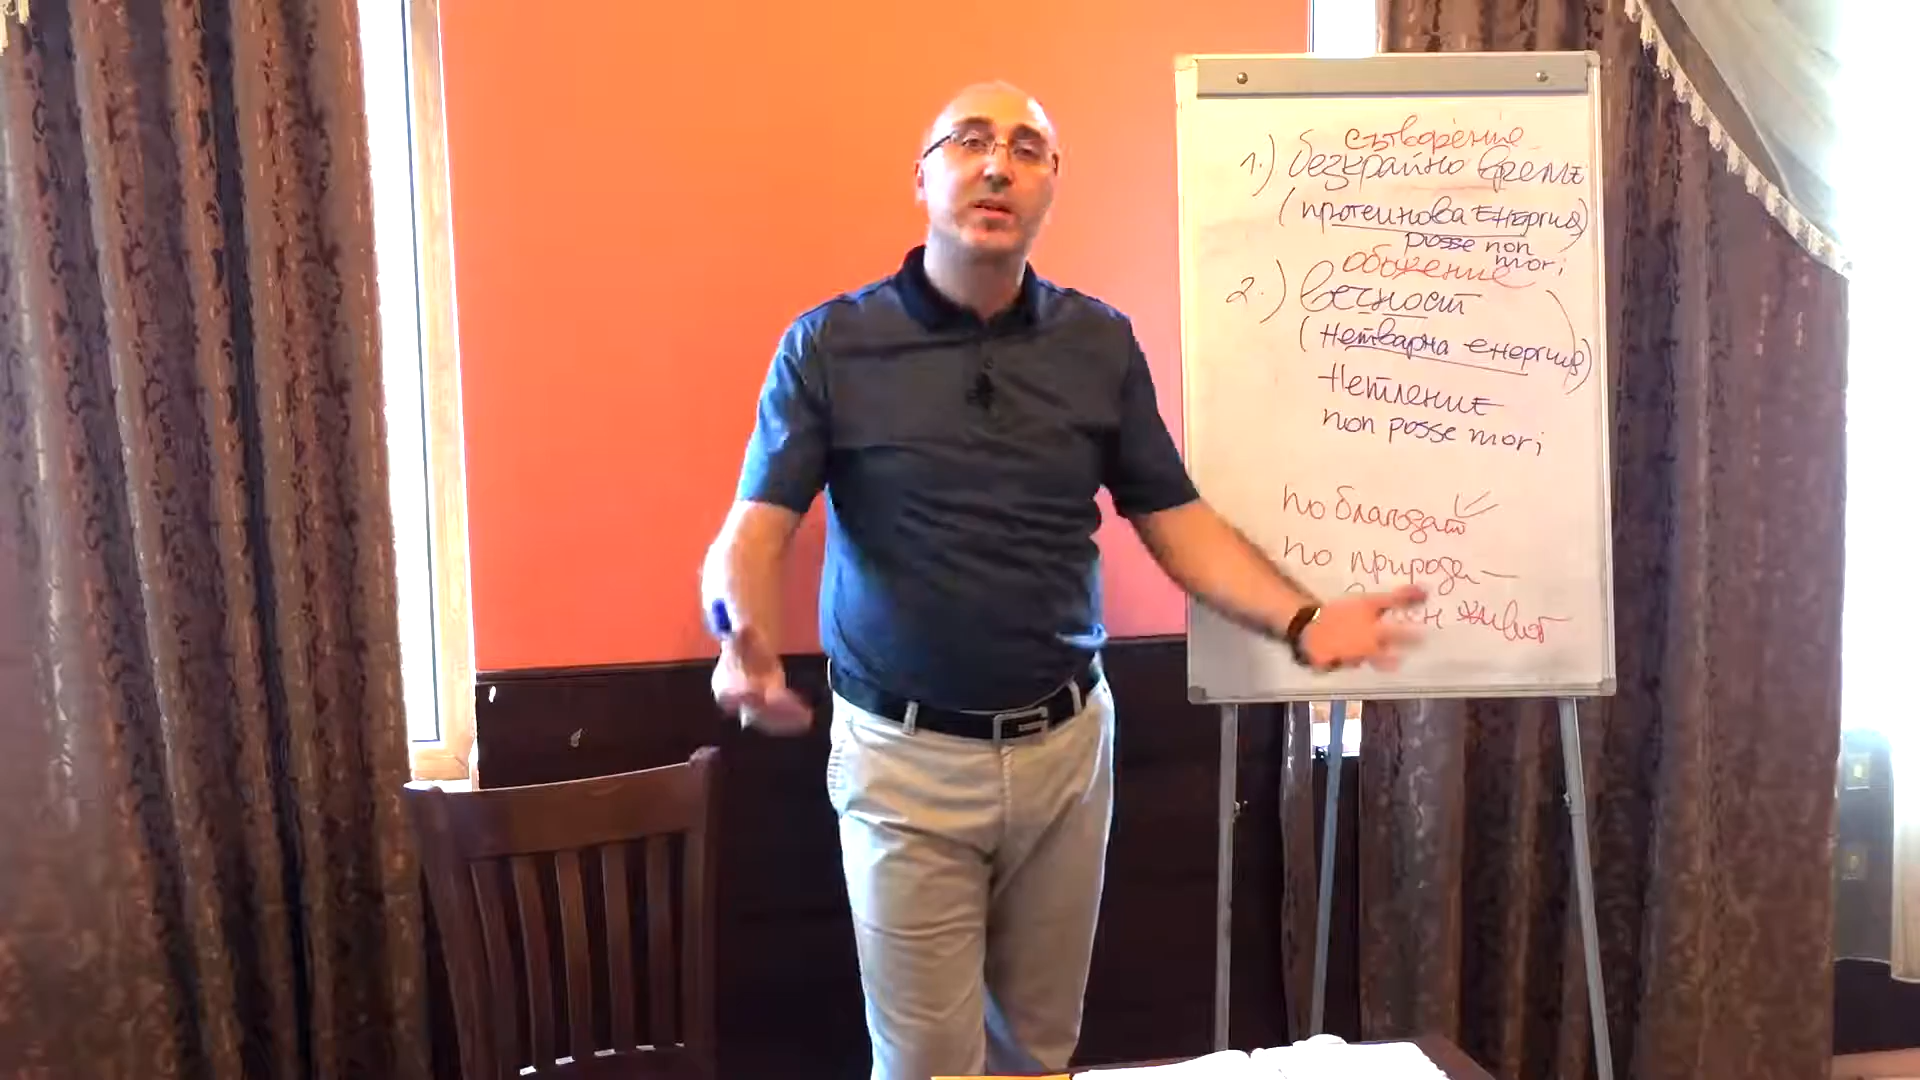 сътворение
1.) безкрайно време
(протеинова енергия)
posse non
mori
обожение
2.) вечност
(нетварна енергия)
Нетление
non posse mori
по благодат
по природа –
живот